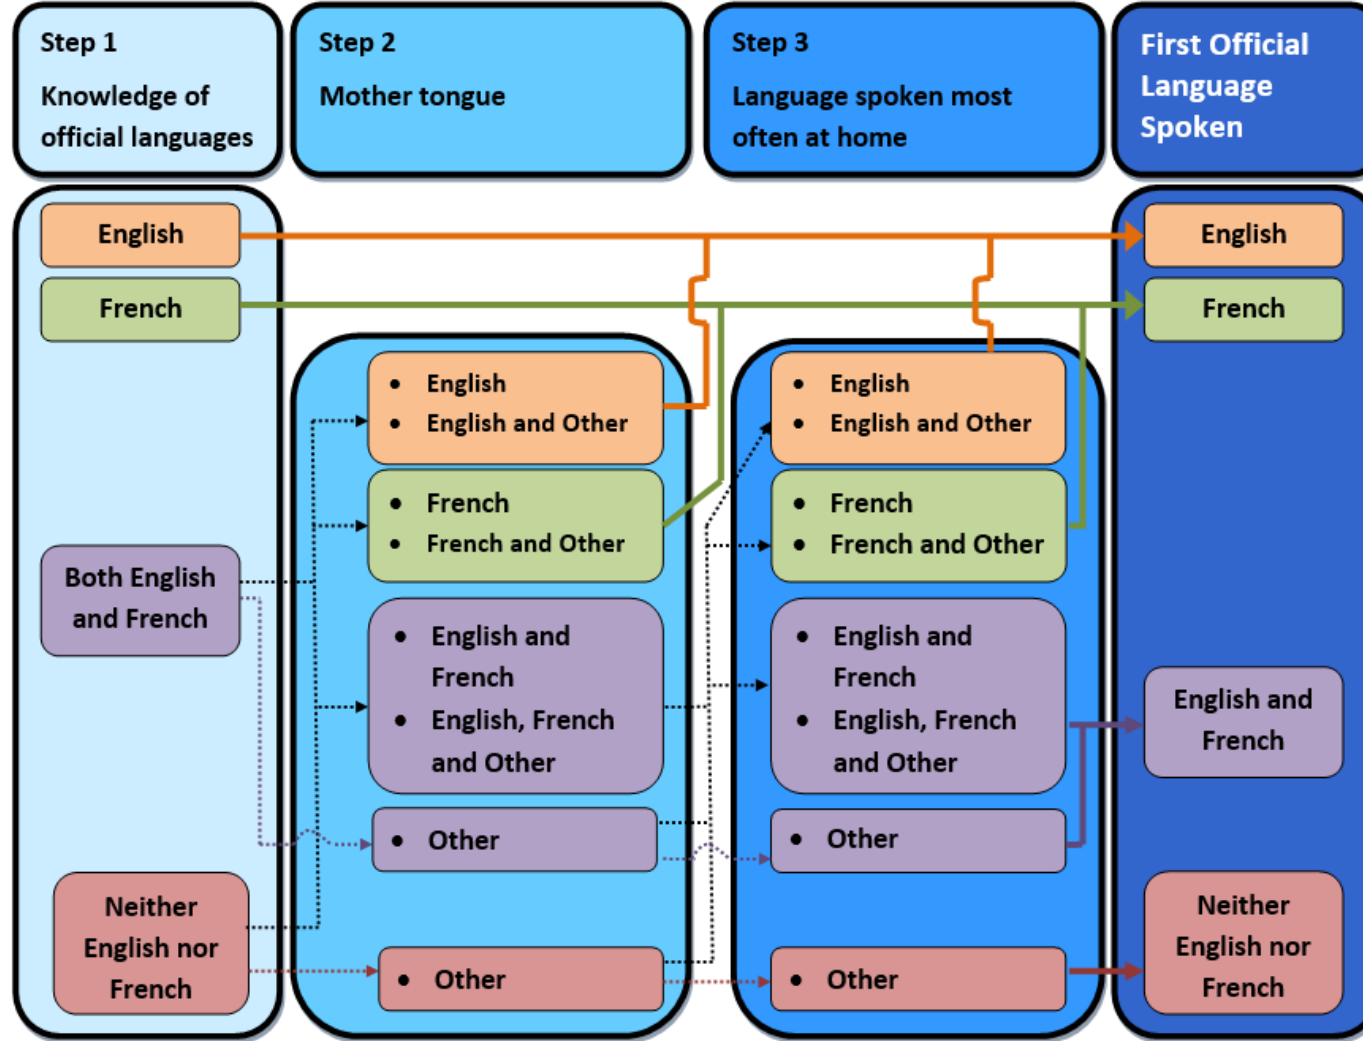 Step 1
Knowledge of
official languages
Step 2
Mother tongue
Step 3
Language spoken most
often at home
First Official
Language
Spoken
English
French
Both English
and French
Neither
English nor
French
• English
• English and Other
• French
• French and Other
• English and
French
• English, French
and Other
• Other
• Other
• English
• English and Other
• French
• French and Other
• English and
French
• English, French
and Other
• Other
• Other
English
French
English and
French
Neither
English nor
French